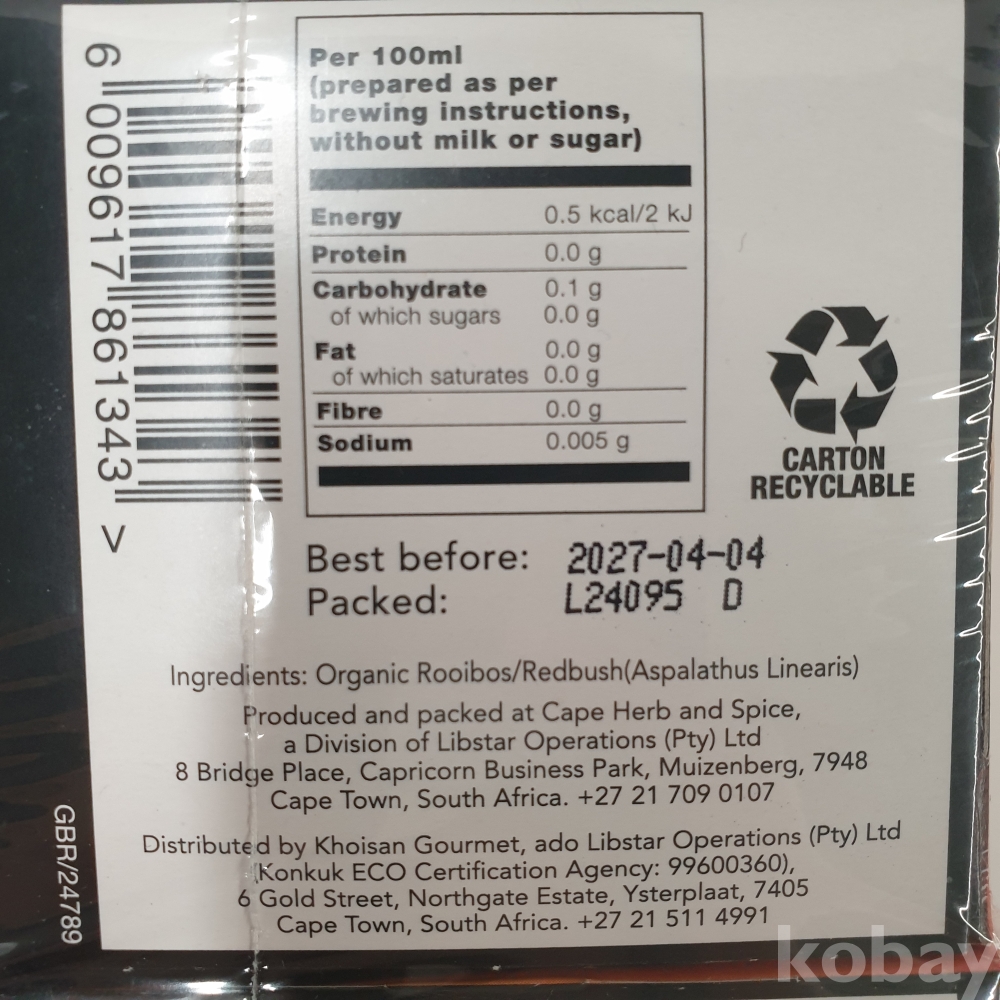 6 009617 861343 >
Per 100ml
(prepared as per
brewing instructions,
without milk or sugar)
Energy 0.5 kcal/2 kJ
Protein 0.0 g
Carbohydrate 0.1 g
of which sugars 0.0 g
Fat 0.0 g
of which saturates 0.0 g
Fibre 0.0 g
Sodium 0.005 g
CARTON
RECYCLABLE
Best before: 2027-04-04
Packed: L24095 D
Ingredients: Organic Rooibos/Redbush(Aspalathus Linearis)
Produced and packed at Cape Herb and Spice,
a Division of Libstar Operations (Pty) Ltd
8 Bridge Place, Capricorn Business Park, Muizenberg, 7948
Cape Town, South Africa. +27 21 709 0107
Distributed by Khoisan Gourmet, ado Libstar Operations (Pty) Ltd
(Konkuk ECO Certification Agency: 99600360),
6 Gold Street, Northgate Estate, Ysterplaat, 7405
Cape Town, South Africa. +27 21 511 4991
GBR/24789
kobay